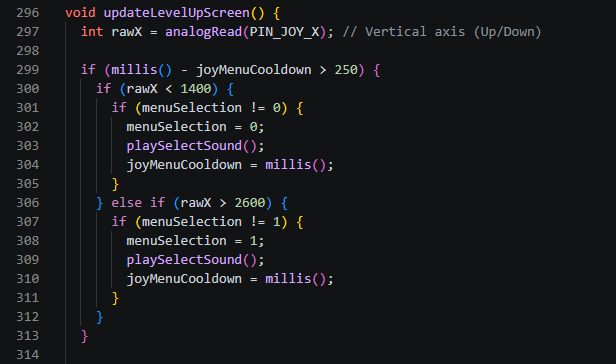 296 void updateLevelUpScreen() {
297   int rawX = analogRead(PIN_JOY_X); // Vertical axis (Up/Down)
298
299   if (millis() - joyMenuCooldown > 250) {
300     if (rawX < 1400) {
301       if (menuSelection != 0) {
302         menuSelection = 0;
303         playSelectSound();
304         joyMenuCooldown = millis();
305       }
306     } else if (rawX > 2600) {
307       if (menuSelection != 1) {
308         menuSelection = 1;
309         playSelectSound();
310         joyMenuCooldown = millis();
311       }
312     }
313   }
314